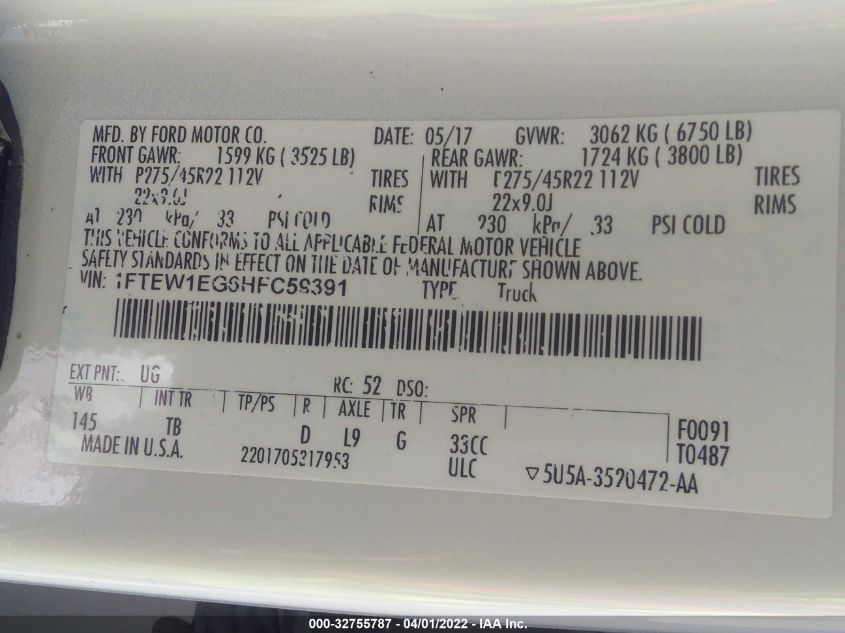 MFD. BY FORD MOTOR CO. DATE: 05/17 GVWR: 3062 KG ( 6750 LB)
FRONT GAWR: 1599 KG ( 3525 LB) REAR GAWR: 1724 KG ( 3800 LB)
WITH P275/45R22 112V TIRES WITH P275/45R22 112V TIRES
22x9.0J RIMS 22x9.0J RIMS
AT 230 kPa/ 33 PSI COLD AT 230 kPa/ 33 PSI COLD
THIS VEHICLE CONFORMS TO ALL APPLICABLE FEDERAL MOTOR VEHICLE
SAFETY STANDARDS IN EFFECT ON THE DATE OF MANUFACTURE SHOWN ABOVE.
VIN: TYPE: Truck
EXT PNT: UG RC: 52 DSO:
WB INT TR TP/PS R AXLE TR SPR
145 TB D L9 G 33CC F0091
MADE IN U.S.A. 2201705317953 ULC T0487
▽5U5A-3520472-AA
000-32755787 - 04/01/2022 - IAA Inc.